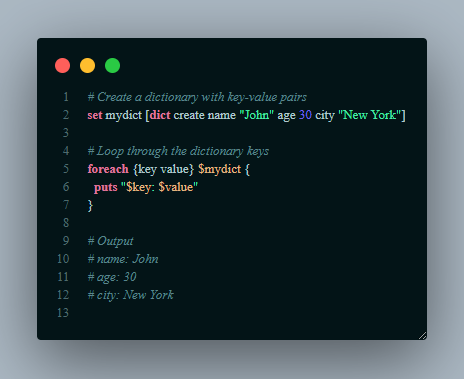 1 # Create a dictionary with key-value pairs
2 set mydict [dict create name "John" age 30 city "New York"]
3
4 # Loop through the dictionary keys
5 foreach {key value} $mydict {
6   puts "$key: $value"
7 }
8
9 # Output
10 # name: John
11 # age: 30
12 # city: New York
13